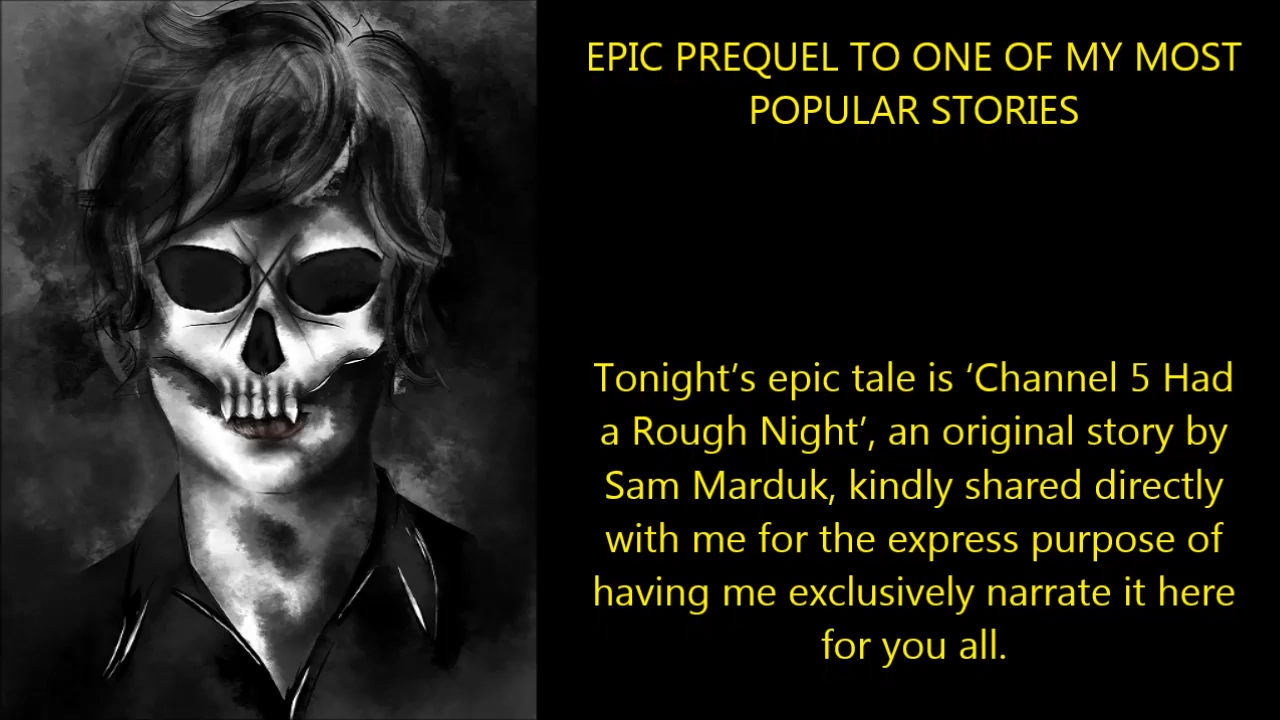 EPIC PREQUEL TO ONE OF MY MOST
POPULAR STORIES
Tonight’s epic tale is ‘Channel 5 Had
a Rough Night’, an original story by
Sam Marduk, kindly shared directly
with me for the express purpose of
having me exclusively narrate it here
for you all.